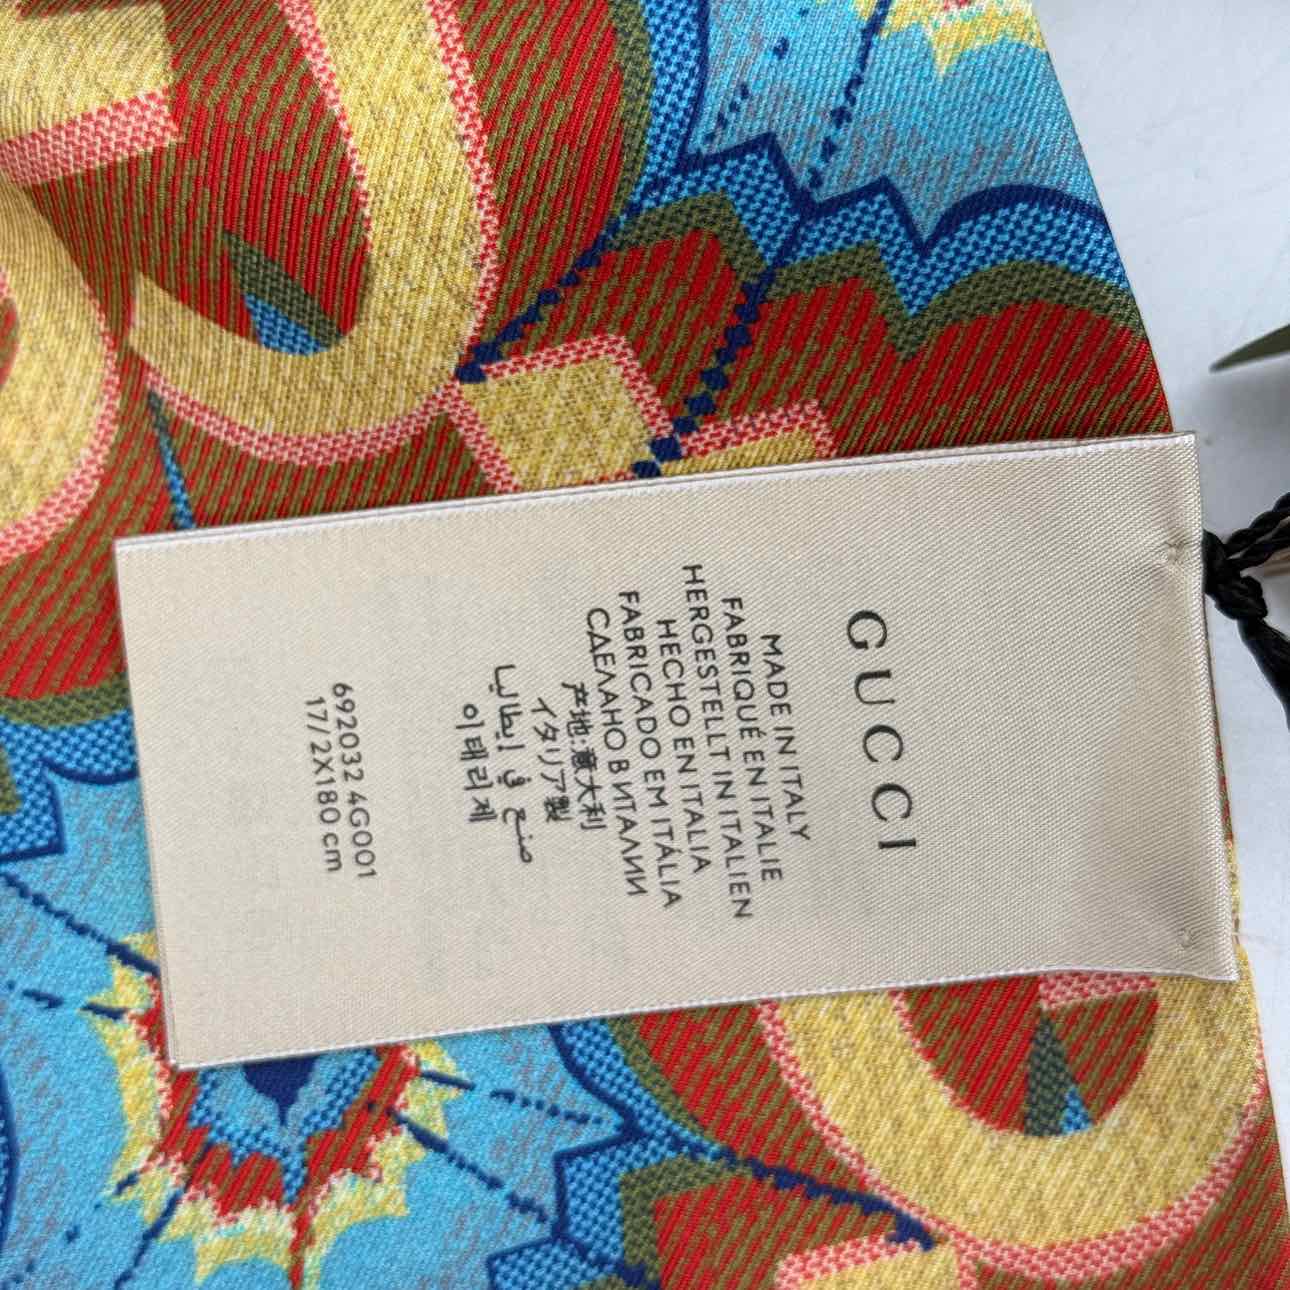 GUCCI
MADE IN ITALY
FABRIQUÉ EN ITALIE
HERGESTELLT IN ITALIEN
HECHO EN ITALIA
FABRICADO EM ITÁLIA
СДЕЛАНО В ИТАЛИИ
产地:意大利
イタリア製
صنع في إيطاليا
이태리제
692032 4G001
17/2X180 cm